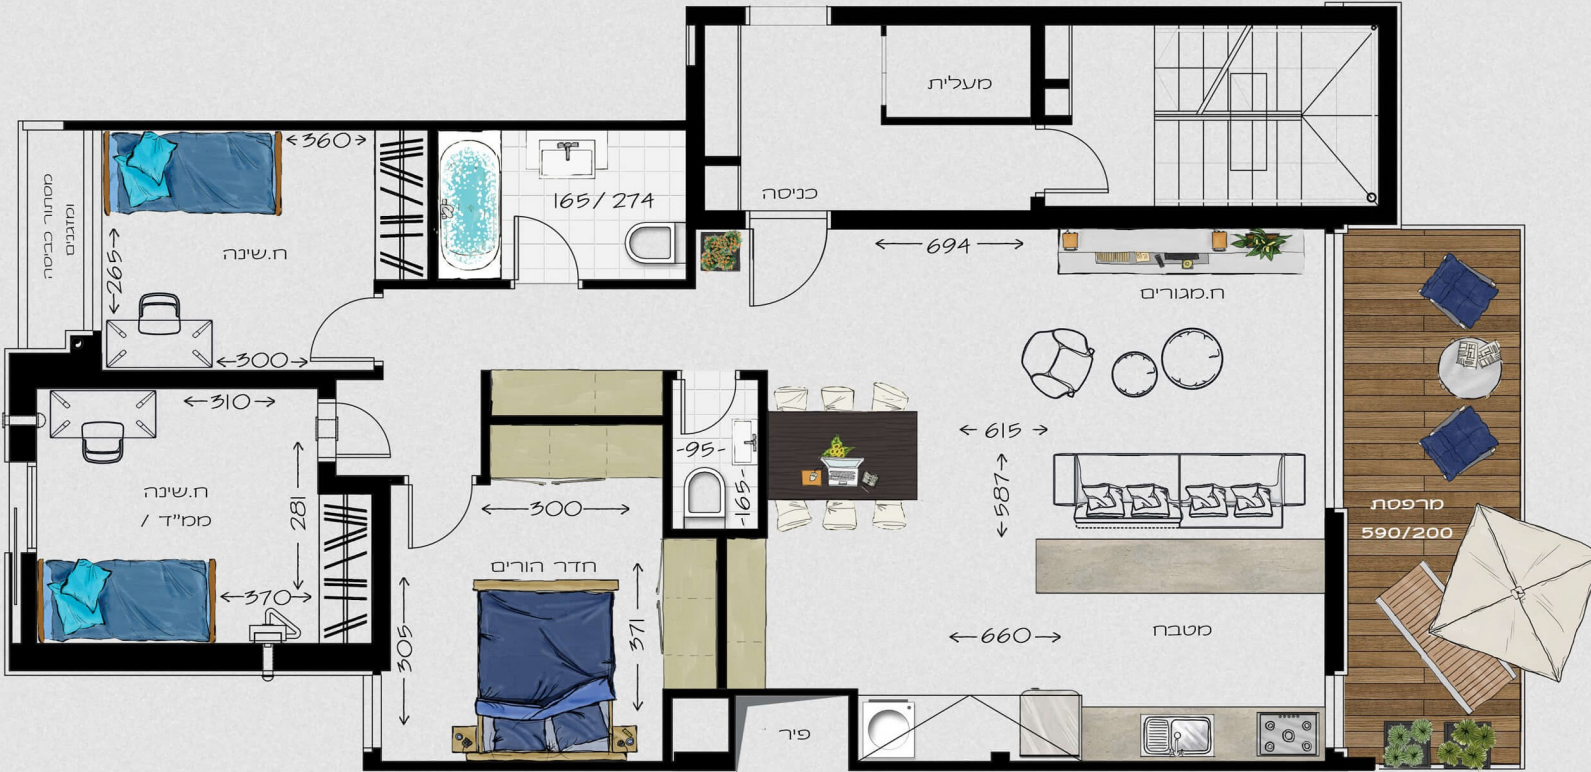 מעלית
כניסה
360
165/ 274
ח.שינה
265
300
מסתור כביסה
ומזגנים
694
ח.מגורים
310
ח.שינה
ממ"ד /
281
370
-95-
-165-
615
587
300
חדר הורים
305
371
מרפסת
590/200
660
מטבח
פיר